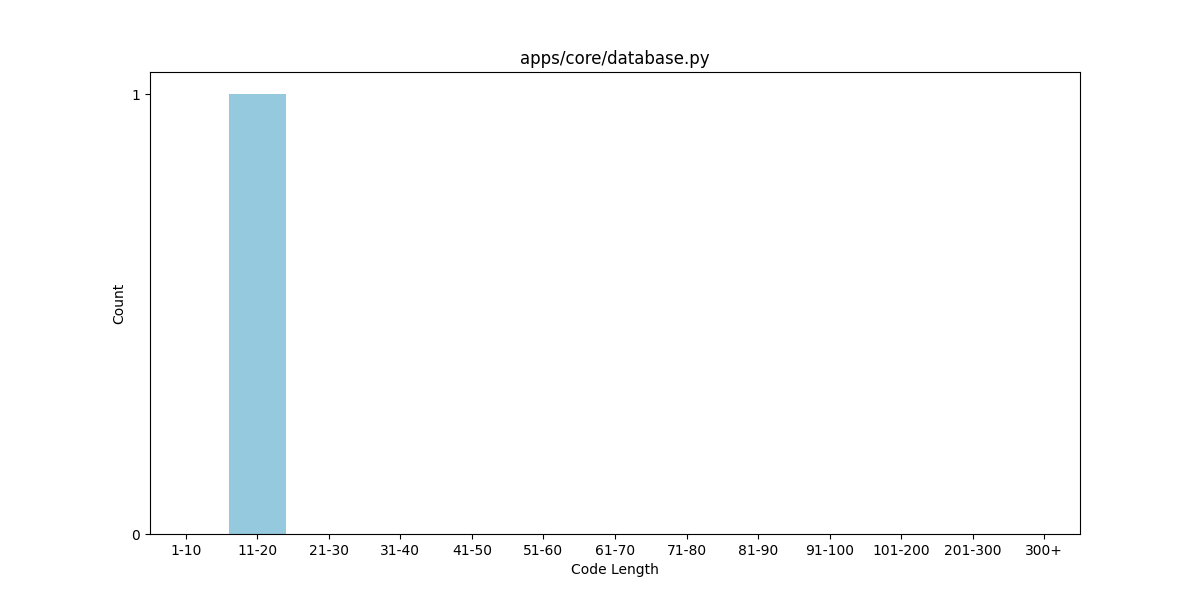 apps/core/database.py
1
Count
0
1-10 11-20 21-30 31-40 41-50 51-60 61-70 71-80 81-90 91-100 101-200 201-300 300+
Code Length